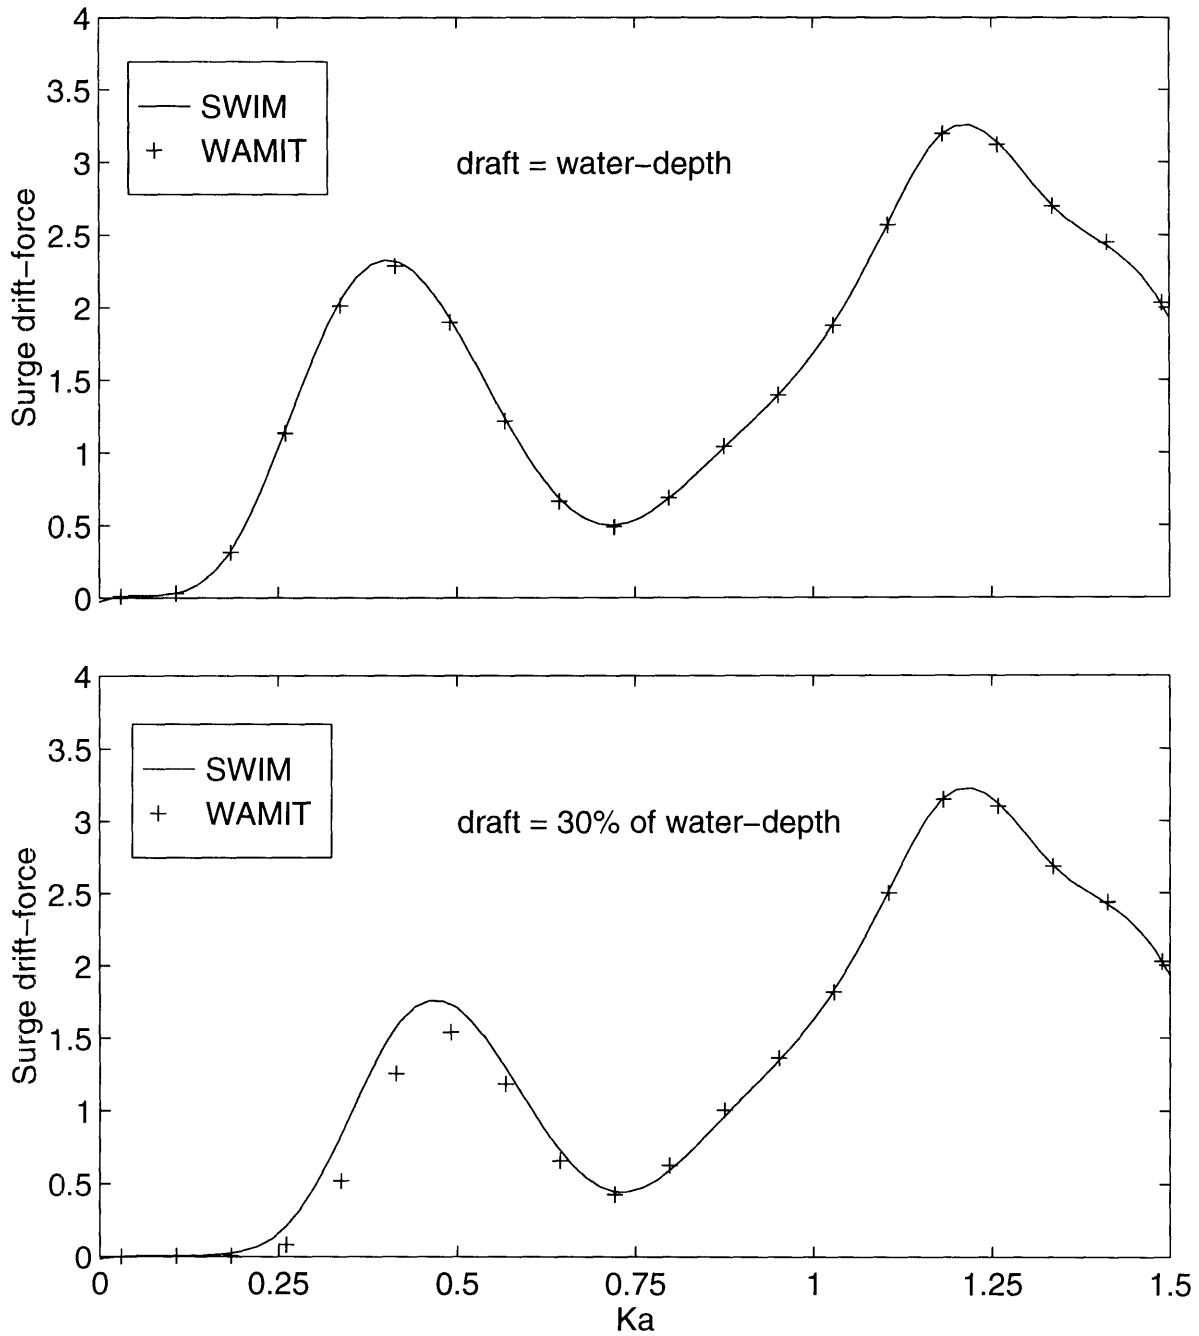 4
3.5
SWIM
WAMIT
draft = water–depth
3
2.5
2
1.5
1
0.5
0
Surge drift–force
4
3.5
SWIM
WAMIT
draft = 30% of water–depth
3
2.5
2
1.5
1
0.5
0
Surge drift–force
0 0.25 0.5 0.75 1 1.25 1.5
Ka